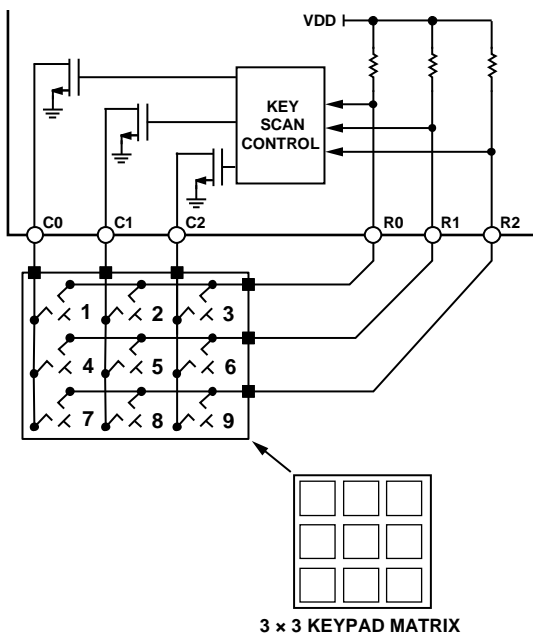 VDD
KEY
SCAN
CONTROL
C0 C1 C2 R0 R1 R2
1 2 3
4 5 6
7 8 9
3 × 3 KEYPAD MATRIX